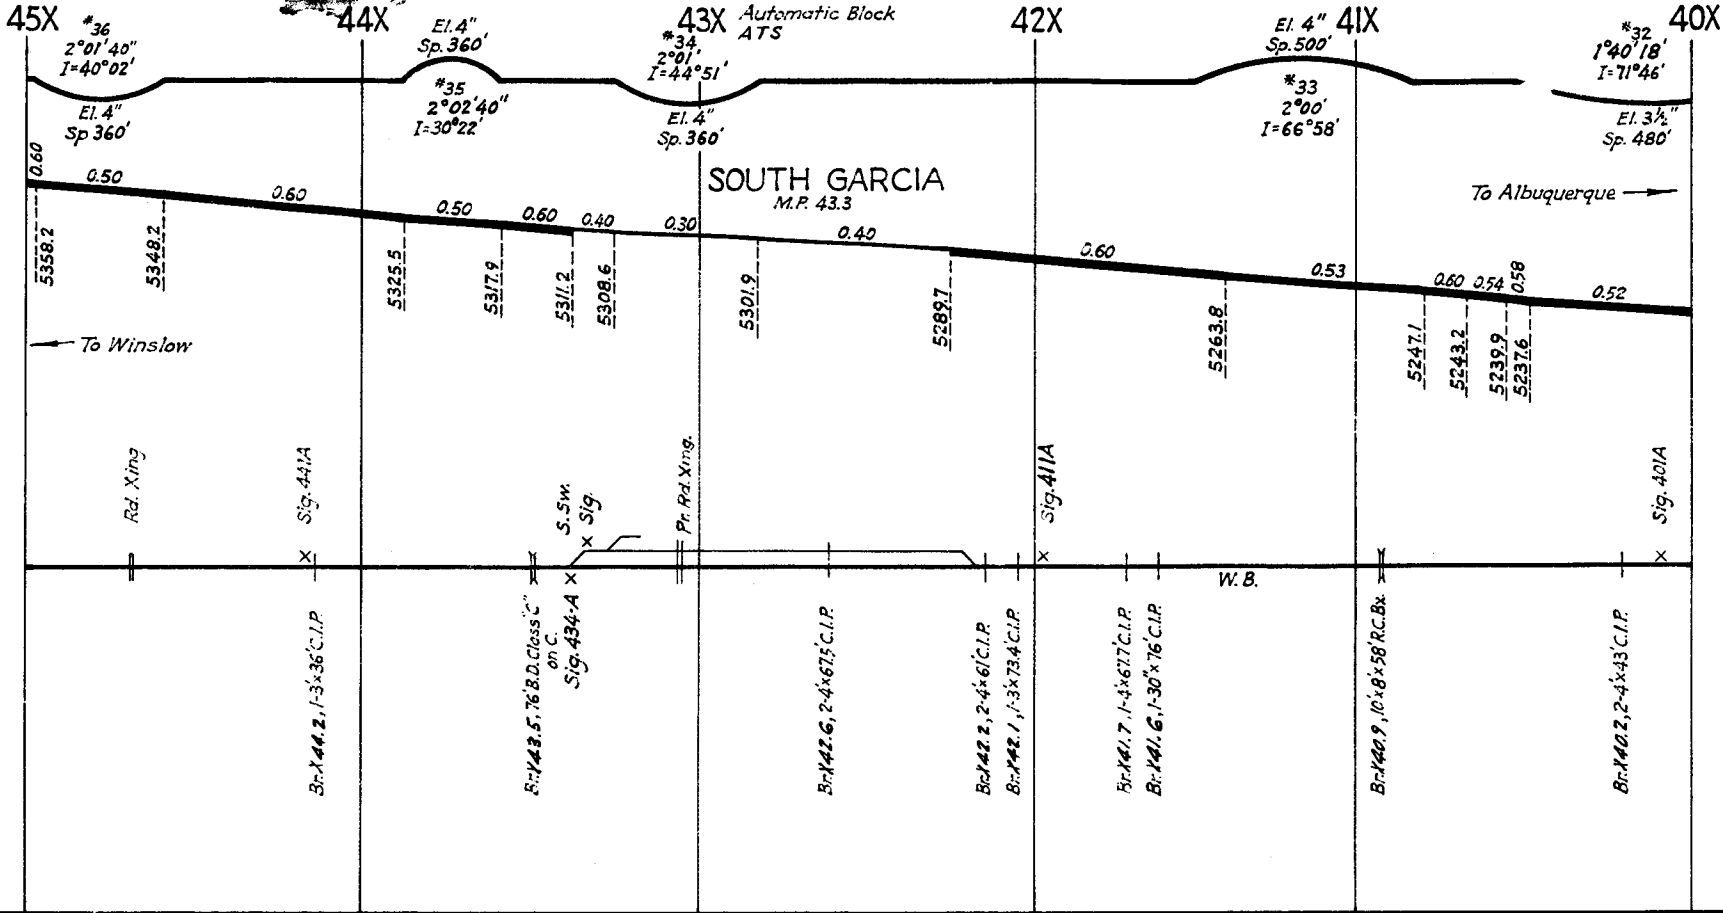 45X
44X
43X
42X
41X
40X
Automatic Block
ATS
#36
2°01'40"
I=40°02'
El. 4"
Sp 360'
El. 4"
Sp. 360'
#35
2°02'40"
I=30°22'
#34
2°01'
I=44°51'
El. 4"
Sp. 360'
El. 4"
Sp. 500'
#33
2°00'
I=66°58'
#32
1°40'18"
I=71°46'
El. 3½"
Sp. 480'
SOUTH GARCIA
M.P. 43.3
To Albuquerque
0.60
0.50
0.60
0.50
0.60
0.40
0.30
0.40
0.60
0.53
0.60
0.54
0.58
0.52
5358.2
5348.2
5325.5
5317.9
5311.2
5308.6
5301.9
5289.7
5263.8
5247.1
5243.2
5239.9
5237.6
To Winslow
Rd. Xing
Sig. 441A
S. Sw.
Sig.
Pr. Rd. Xing.
Sig. 411A
Sig. 401A
W. B.
Br. X44.2, 1-3'x36' C.I.P.
Br. X43.5, 76' B.D. Class "C"
on C.
Sig. 434-A
Br. X42.6, 2-4'x67.5' C.I.P.
Br. X42.2, 2-4'x61' C.I.P.
Br. X42.1, 1-3'x73.4' C.I.P.
Br. X41.7, 1-4'x67.7' C.I.P.
Br. X41.6, 1-30"x76' C.I.P.
Br. X40.9, 10'x8'x58' R.C. Bx.
Br. X40.2, 2-4'x43' C.I.P.